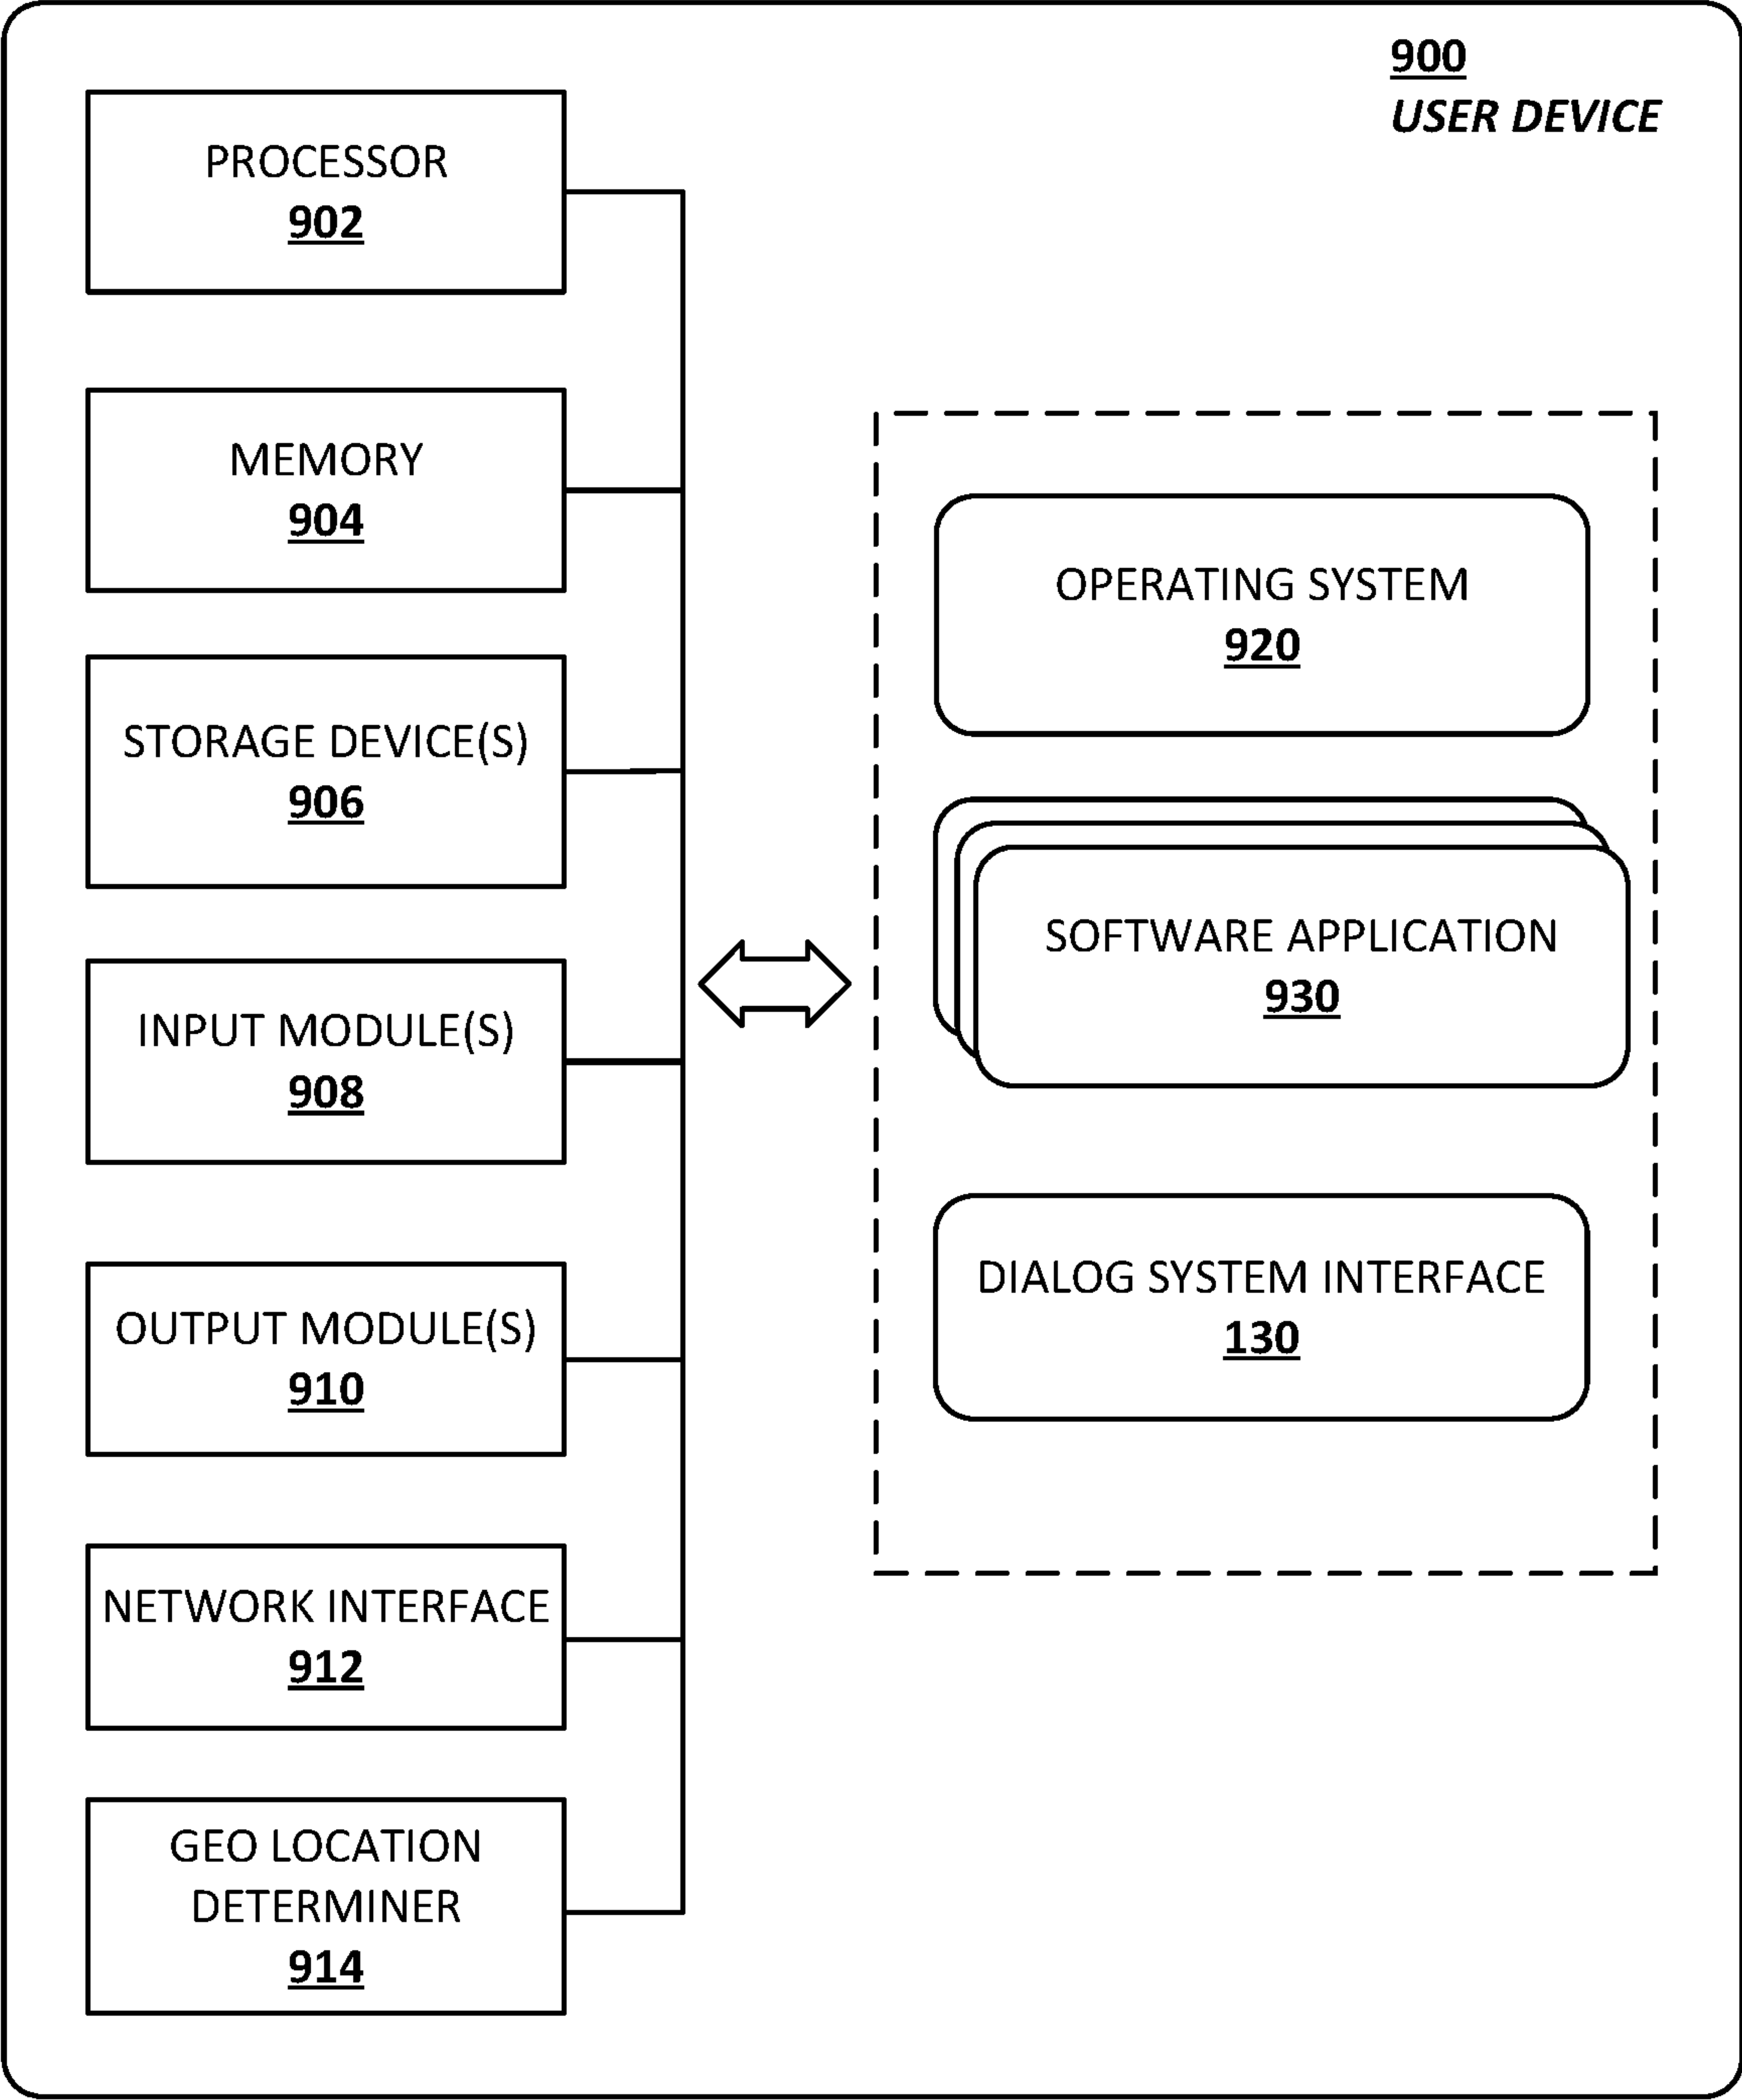 900
USER DEVICE
PROCESSOR
902
MEMORY
904
STORAGE DEVICE(S)
906
INPUT MODULE(S)
908
OUTPUT MODULE(S)
910
NETWORK INTERFACE
912
GEO LOCATION
DETERMINER
914
OPERATING SYSTEM
920
SOFTWARE APPLICATION
930
DIALOG SYSTEM INTERFACE
130